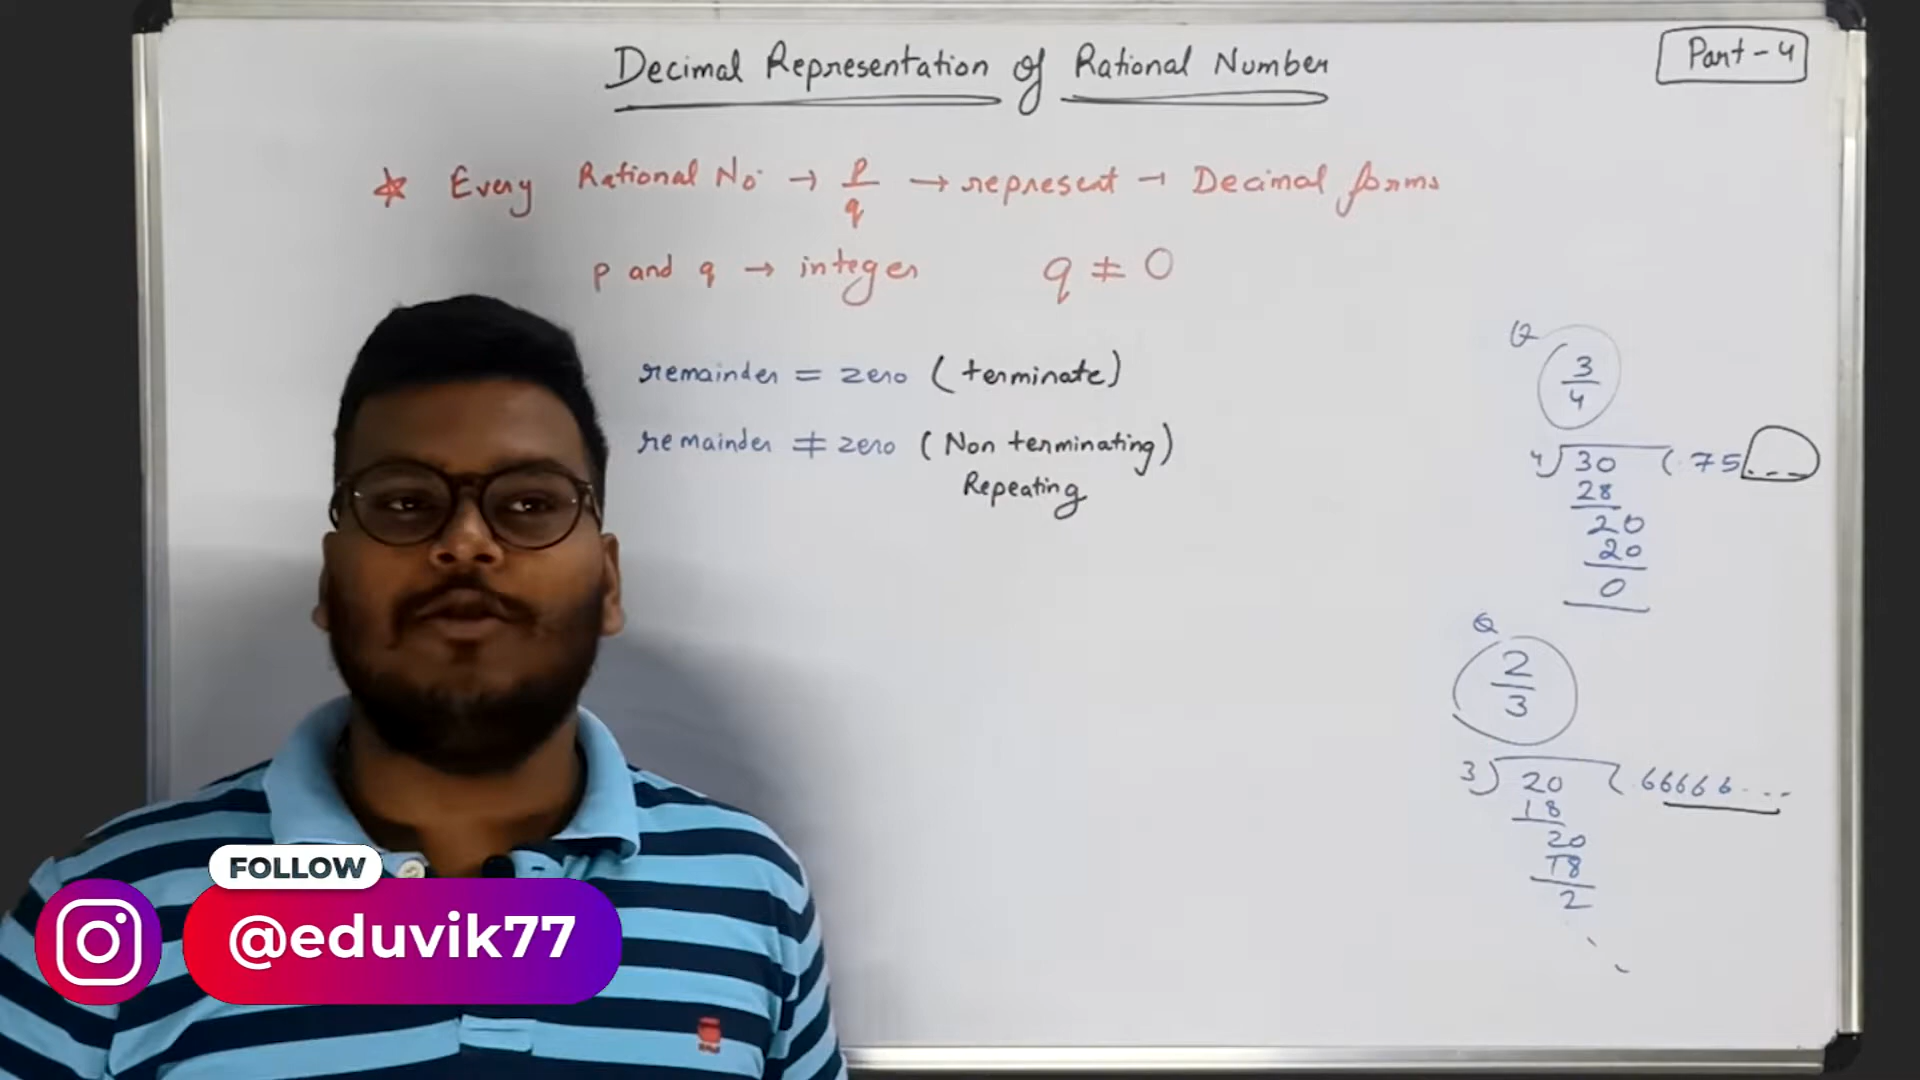 Decimal Representation of Rational Number
Part - 4
☆ Every Rational No. → p/q → represent → Decimal forms
p and q → integer q ≠ 0
remainder = zero (terminate)
remainder ≠ zero (Non terminating)
Repeating
Q
3/4
4) 30 ( .75 ---
28
20
20
0
Q
2/3
3) 20 ( .66666...
18
20
18
2
FOLLOW
@eduvik77